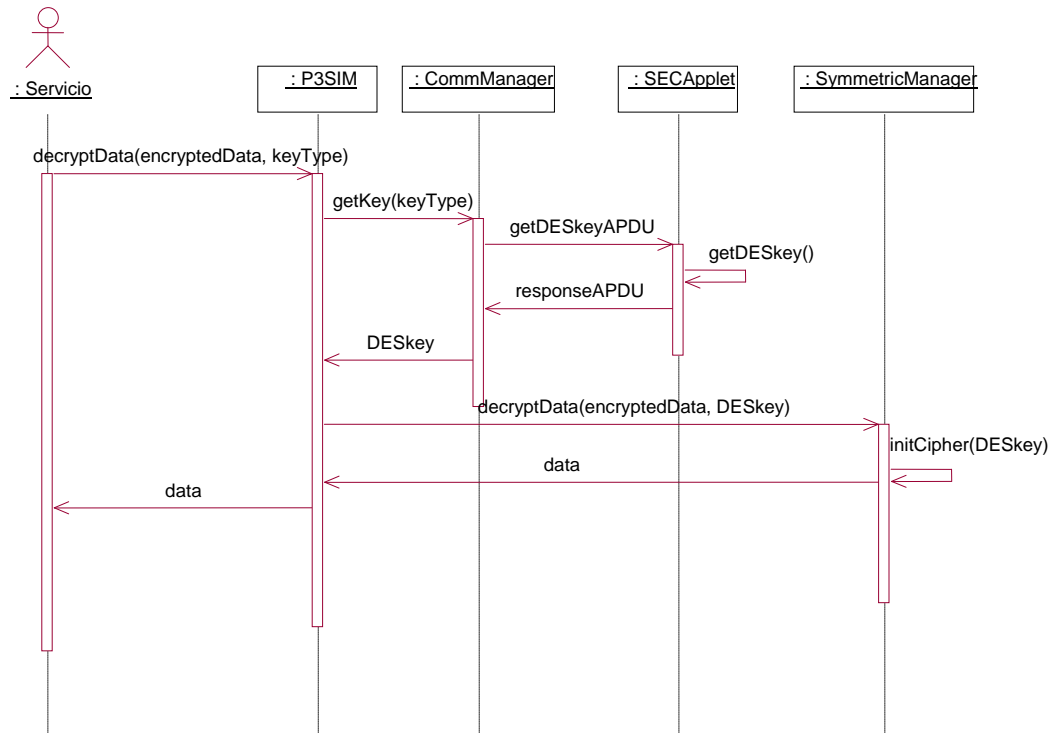 : Servicio
: P3SIM
: CommManager
: SECApplet
: SymmetricManager
decryptData(encryptedData, keyType)
getKey(keyType)
getDESkeyAPDU
getDESkey()
responseAPDU
DESkey
decryptData(encryptedData, DESkey)
initCipher(DESkey)
data
data